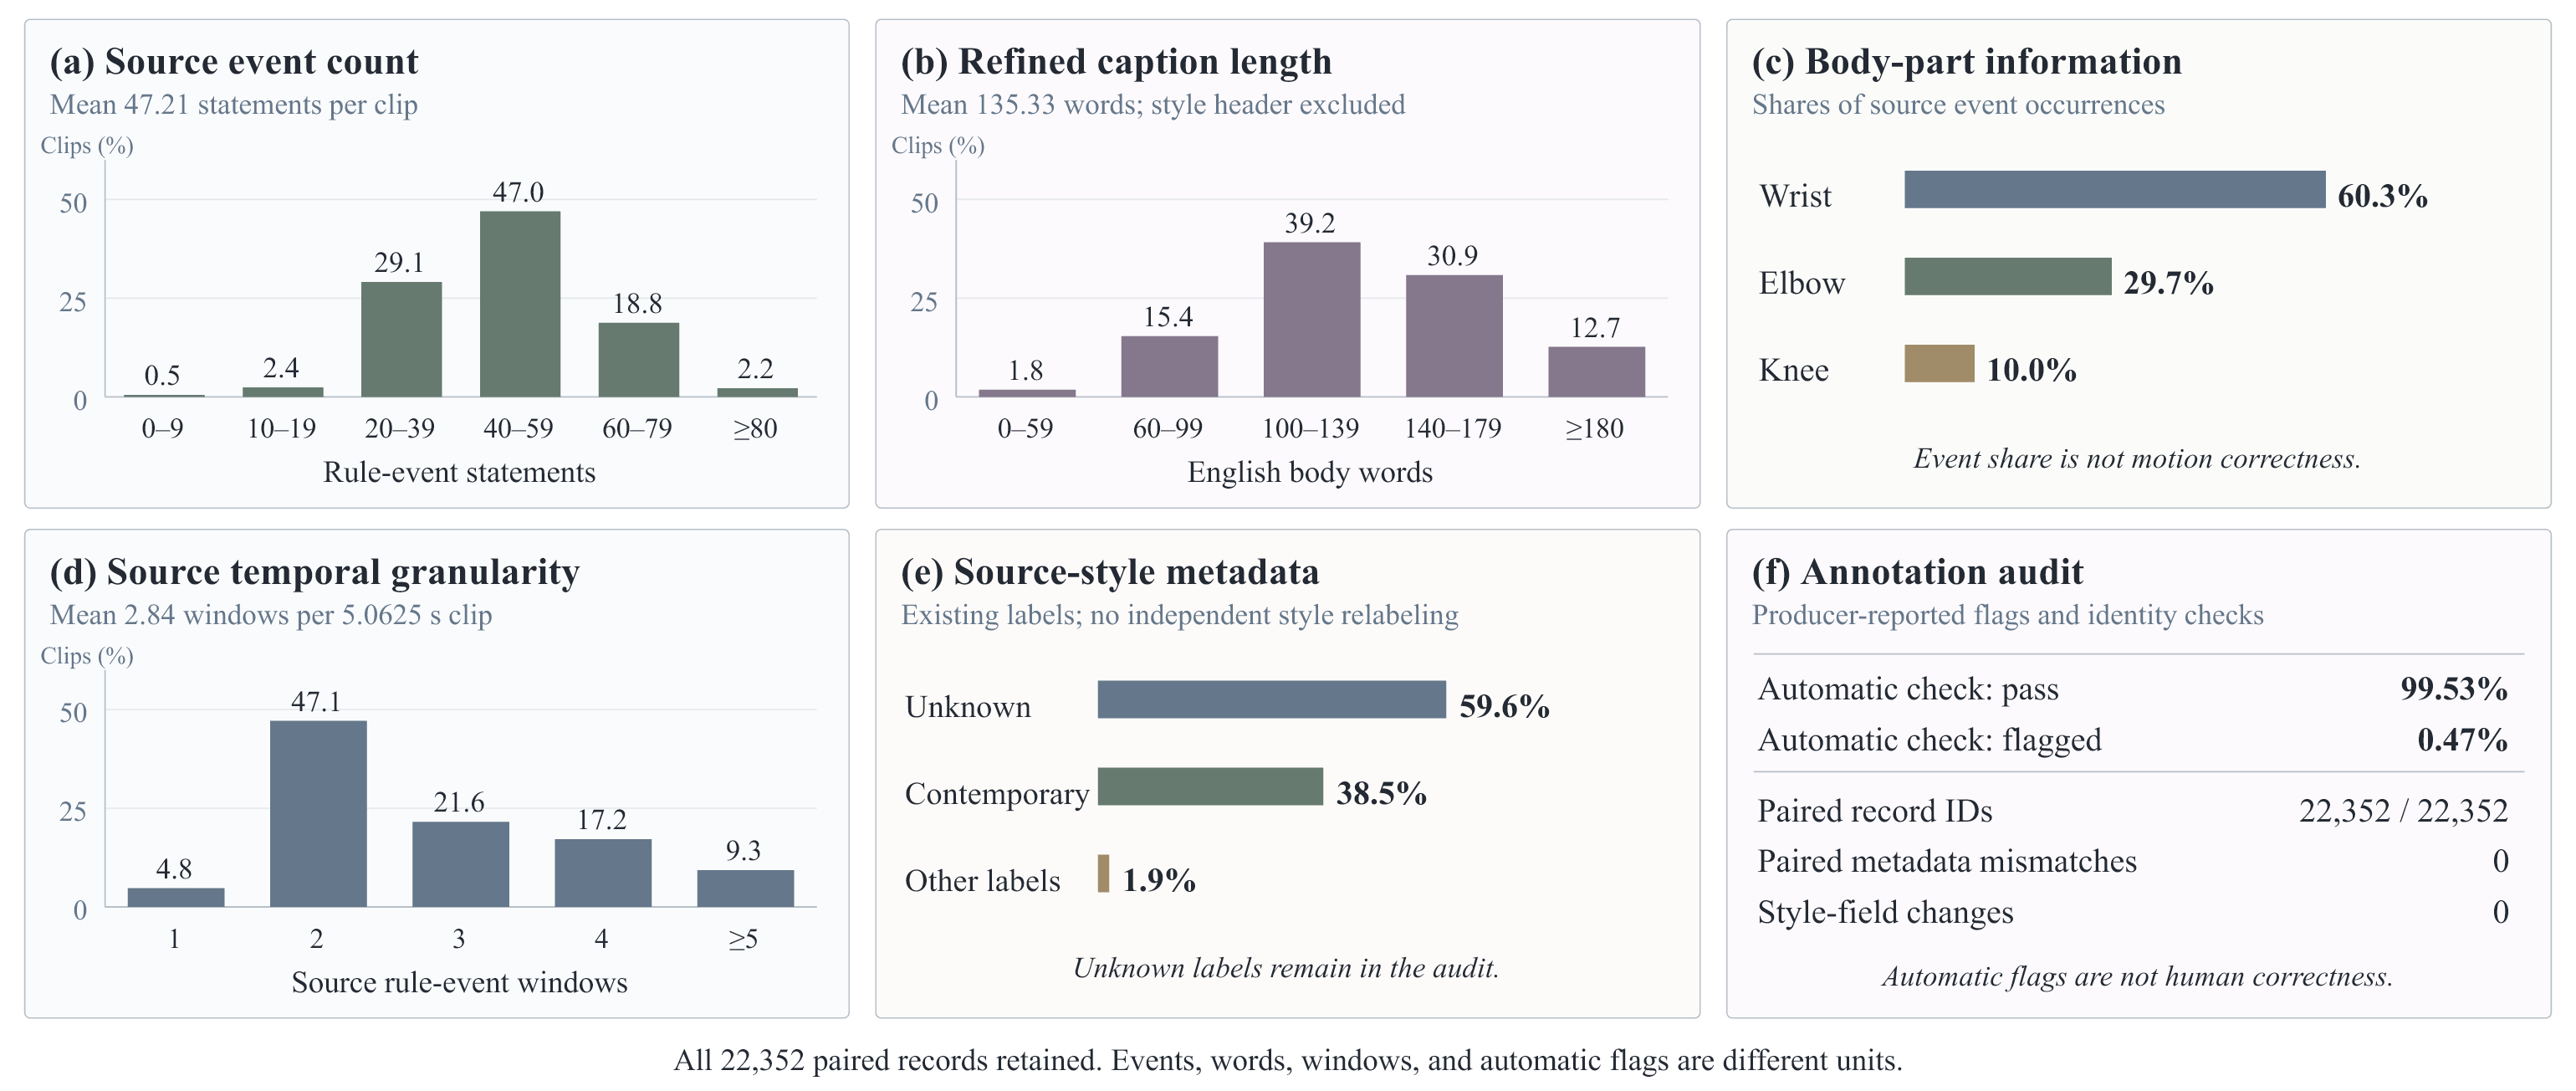 (a) Source event count
Mean 47.21 statements per clip
Clips (%)
50
25
0
0.5
2.4
29.1
47.0
18.8
2.2
0–9
10–19
20–39
40–59
60–79
≥80
Rule-event statements
(b) Refined caption length
Mean 135.33 words; style header excluded
Clips (%)
50
25
0
1.8
15.4
39.2
30.9
12.7
0–59
60–99
100–139
140–179
≥180
English body words
(c) Body-part information
Shares of source event occurrences
Wrist 60.3%
Elbow 29.7%
Knee 10.0%
Event share is not motion correctness.
(d) Source temporal granularity
Mean 2.84 windows per 5.0625 s clip
Clips (%)
50
25
0
4.8
47.1
21.6
17.2
9.3
1
2
3
4
≥5
Source rule-event windows
(e) Source-style metadata
Existing labels; no independent style relabeling
Unknown 59.6%
Contemporary 38.5%
Other labels 1.9%
Unknown labels remain in the audit.
(f) Annotation audit
Producer-reported flags and identity checks
Automatic check: pass 99.53%
Automatic check: flagged 0.47%
Paired record IDs 22,352 / 22,352
Paired metadata mismatches 0
Style-field changes 0
Automatic flags are not human correctness.
All 22,352 paired records retained. Events, words, windows, and automatic flags are different units.